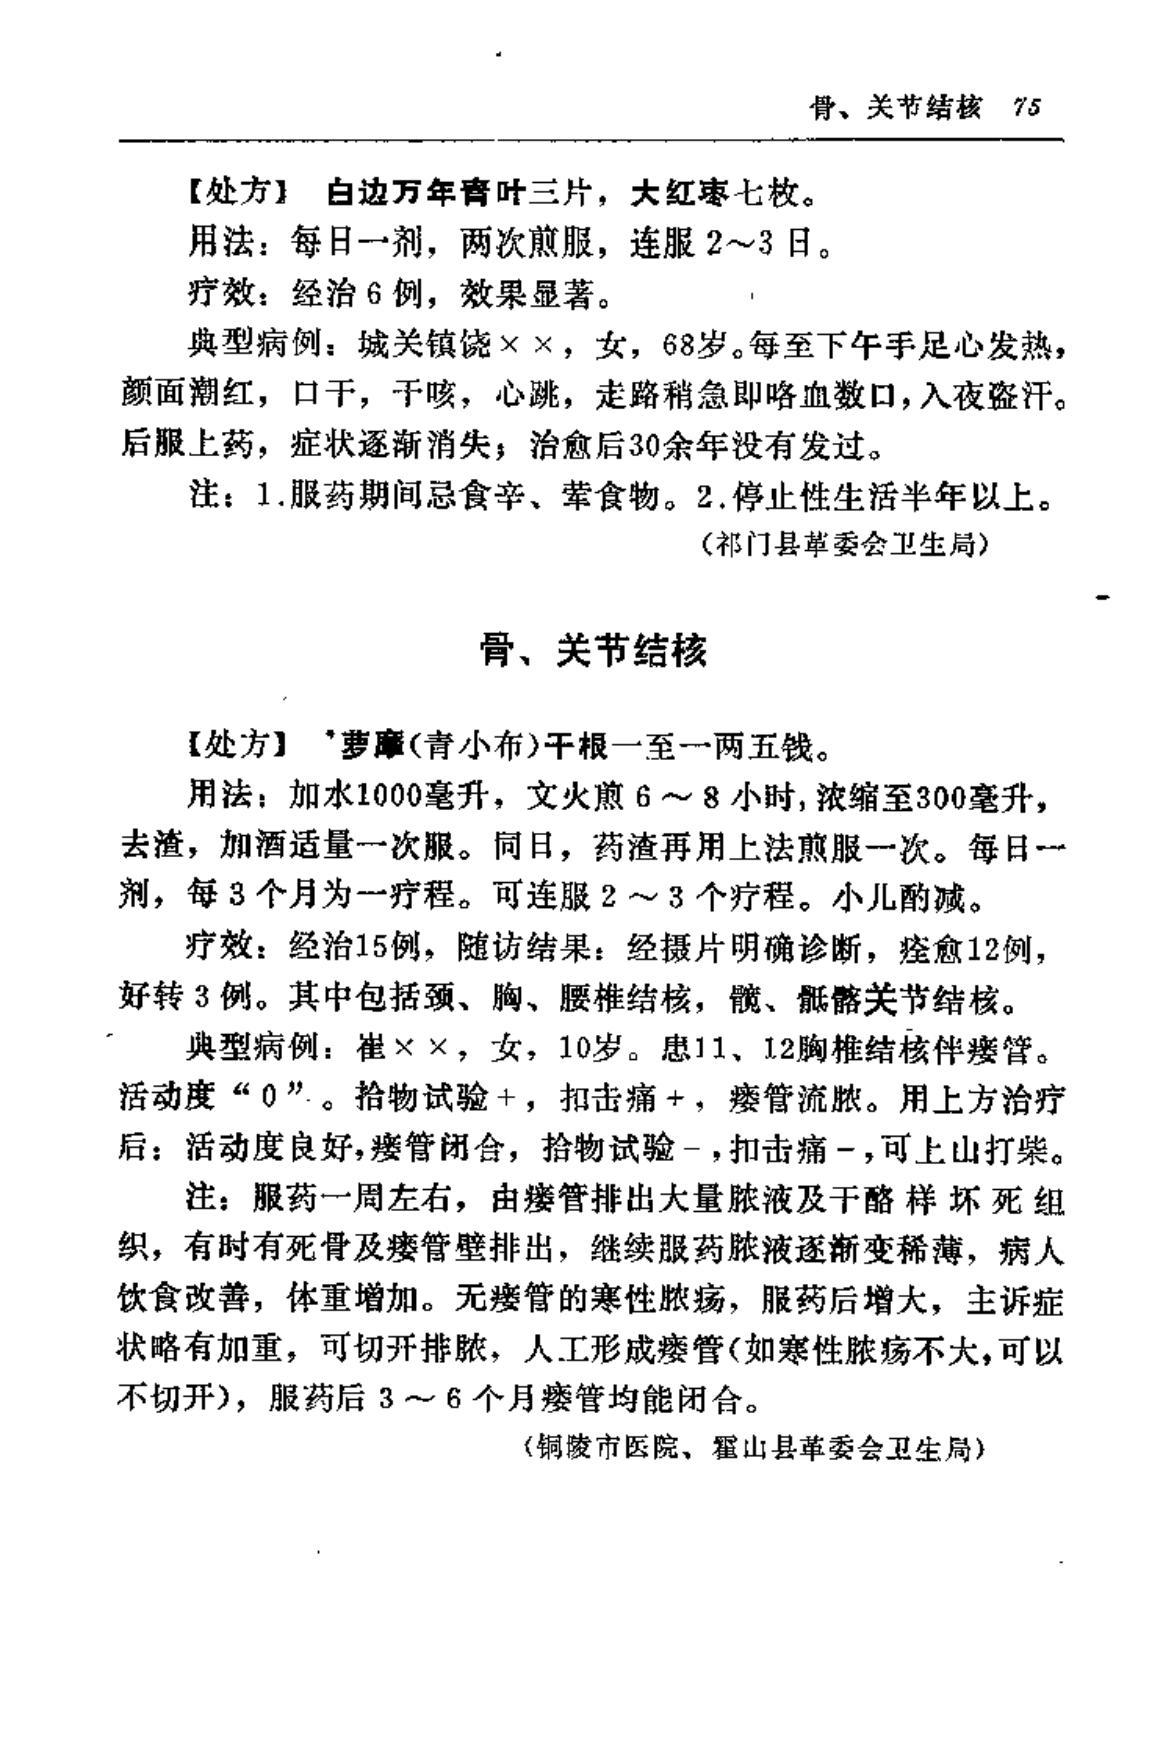 骨、关节结核 75
【处方】 白边万年青叶三片，大红枣七枚。
用法：每日一剂，两次煎服，连服2～3日。
疗效：经治6例，效果显著。
典型病例：城关镇饶××，女，68岁。每至下午手足心发热，
颜面潮红，口干，干咳，心跳，走路稍急即咯血数口，入夜盗汗。
后服上药，症状逐渐消失；治愈后30余年没有发过。
注：1.服药期间忌食辛、荤食物。2.停止性生活半年以上。
（祁门县革委会卫生局）
骨、关节结核
【处方】 *萝藦（青小布）干根一至一两五钱。
用法：加水1000毫升，文火煎6～8小时，浓缩至300毫升，
去渣，加酒适量一次服。同日，药渣再用上法煎服一次。每日一
剂，每3个月为一疗程。可连服2～3个疗程。小儿酌减。
疗效：经治15例，随访结果：经摄片明确诊断，痊愈12例，
好转3例。其中包括颈、胸、腰椎结核，髋、骶髂关节结核。
典型病例：崔××，女，10岁。患11、12胸椎结核伴瘘管。
活动度“0”。拾物试验+，扣击痛+，瘘管流脓。用上方治疗
后：活动度良好，瘘管闭合，拾物试验－，扣击痛－，可上山打柴。
注：服药一周左右，由瘘管排出大量脓液及干酪样坏死组
织，有时有死骨及瘘管壁排出，继续服药脓液逐渐变稀薄，病人
饮食改善，体重增加。无瘘管的寒性脓疡，服药后增大，主诉症
状略有加重，可切开排脓，人工形成瘘管（如寒性脓疡不大，可以
不切开），服药后3～6个月瘘管均能闭合。
（铜陵市医院、霍山县革委会卫生局）